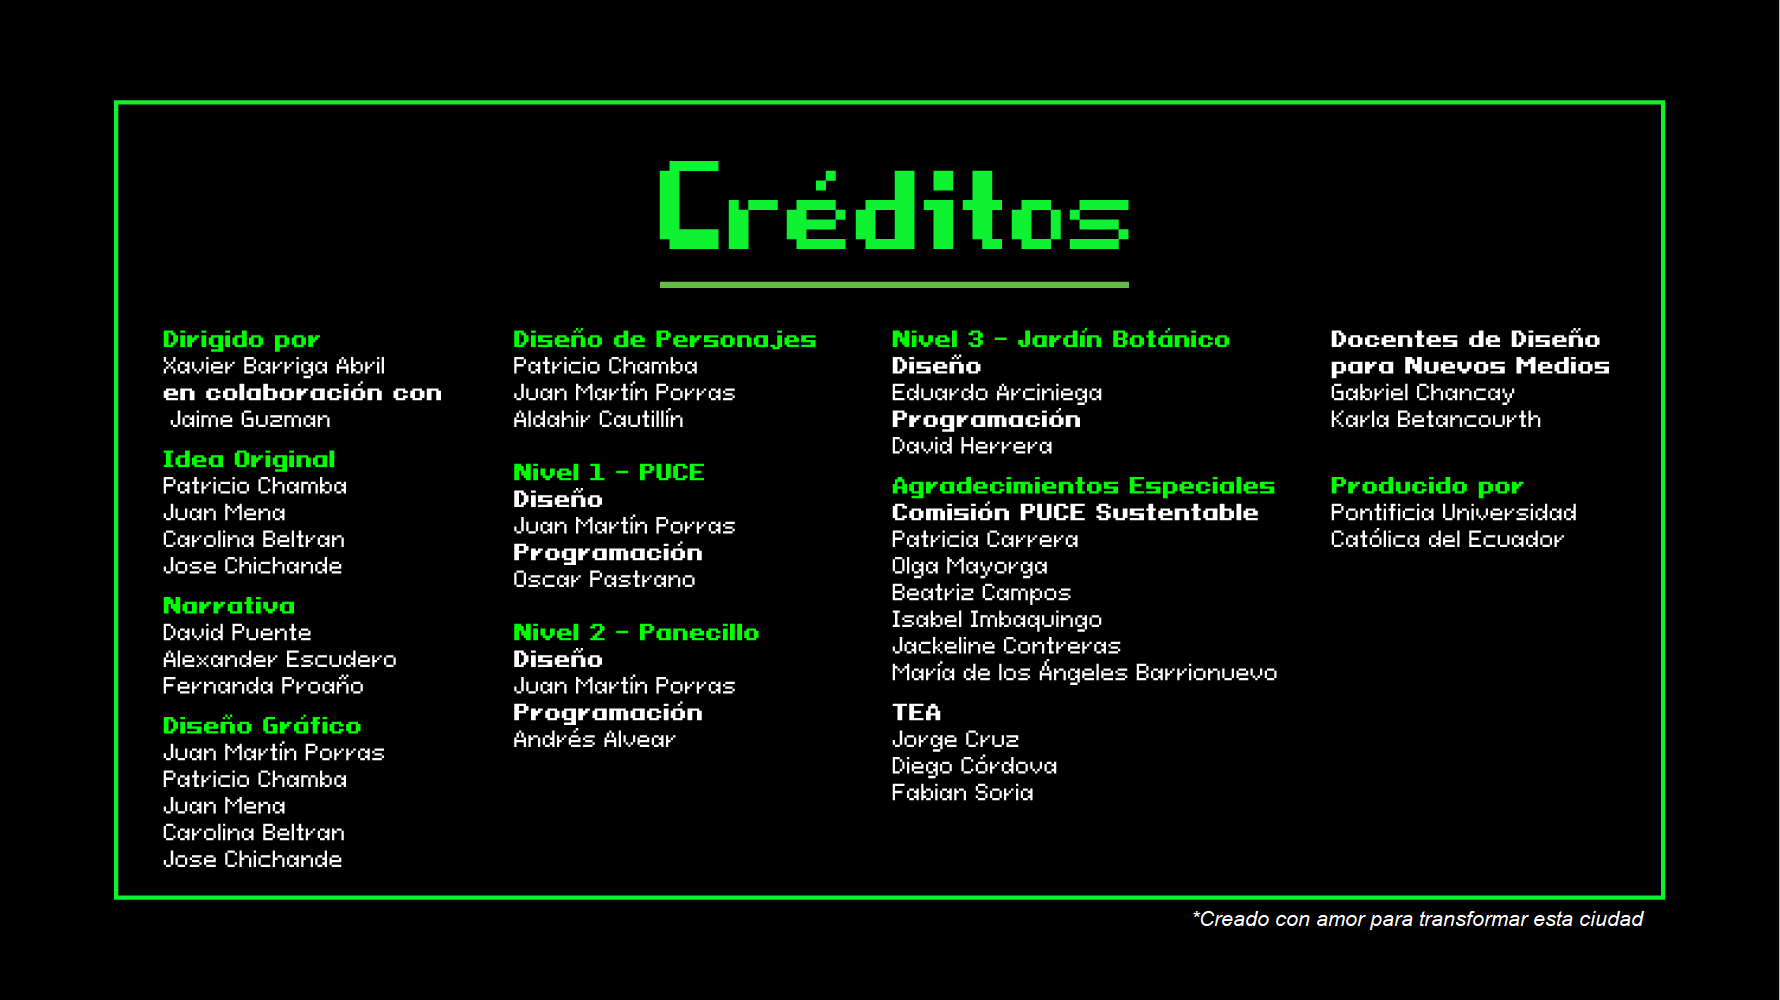 Créditos
Dirigido por
Xavier Barriga Abril
en colaboración con
Jaime Guzman
Idea Original
Patricio Chamba
Juan Mena
Carolina Beltran
Jose Chichande
Narrativa
David Puente
Alexander Escudero
Fernanda Proaño
Diseño Gráfico
Juan Martín Porras
Patricio Chamba
Juan Mena
Carolina Beltran
Jose Chichande
Diseño de Personajes
Patricio Chamba
Juan Martín Porras
Aldahir Cautillín
Nivel 1 - PUCE
Diseño
Juan Martín Porras
Programación
Oscar Pastrano
Nivel 2 - Panecillo
Diseño
Juan Martín Porras
Programación
Andrés Alvear
Nivel 3 - Jardín Botánico
Diseño
Eduardo Arciniega
Programación
David Herrera
Agradecimientos Especiales
Comisión PUCE Sustentable
Patricia Carrera
Olga Mayorga
Beatriz Campos
Isabel Imbaquingo
Jackeline Contreras
María de los Ángeles Barrionuevo
TEA
Jorge Cruz
Diego Córdova
Fabian Soria
Docentes de Diseño
para Nuevos Medios
Gabriel Chancay
Karla Betancourth
Producido por
Pontificia Universidad
Católica del Ecuador
*Creado con amor para transformar esta ciudad